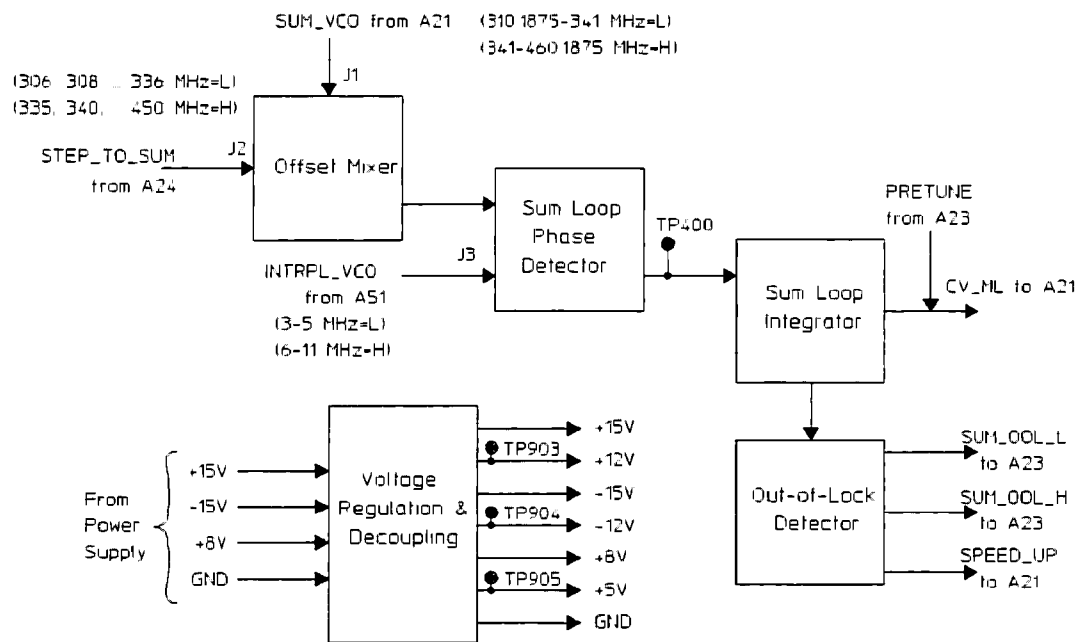 SUM_VCO from A21 (310 1875-341 MHz=L)
(341-460 1875 MHz=H)
J1
(306 308 ... 336 MHz=L)
(335, 340, 450 MHz=H)
J2
STEP_TO_SUM
from A24
Offset Mixer
Sum Loop
Phase
Detector
TP400
PRETUNE
from A23
J3
INTRPL_VCO
from A51
(3-5 MHz=L)
(6-11 MHz=H)
Sum Loop
Integrator
CV_ML to A21
From
Power
Supply
+15V
-15V
+8V
GND
Voltage
Regulation &
Decoupling
+15V
TP903
+12V
-15V
TP904
-12V
+8V
TP905
+5V
GND
Out-of-Lock
Detector
SUM_OOL_L
to A23
SUM_OOL_H
to A23
SPEED_UP
to A21